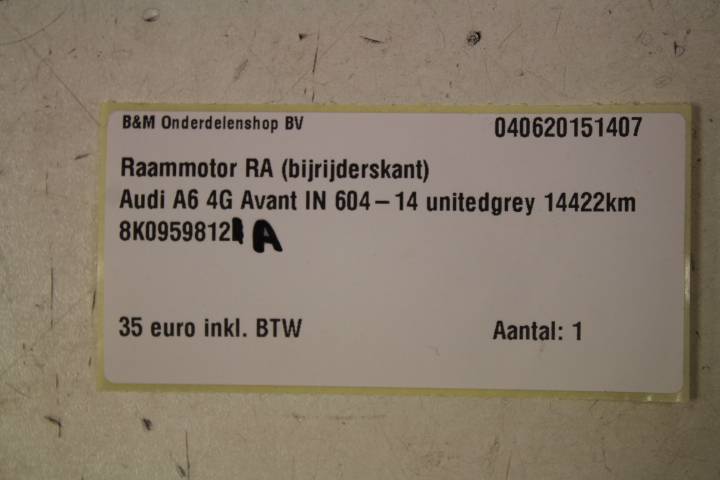 B&M Onderdelenshop BV 040620151407
Raammotor RA (bijrijderskant)
Audi A6 4G Avant IN 604-14 unitedgrey 14422km
8K0959812 A
35 euro inkl. BTW Aantal: 1